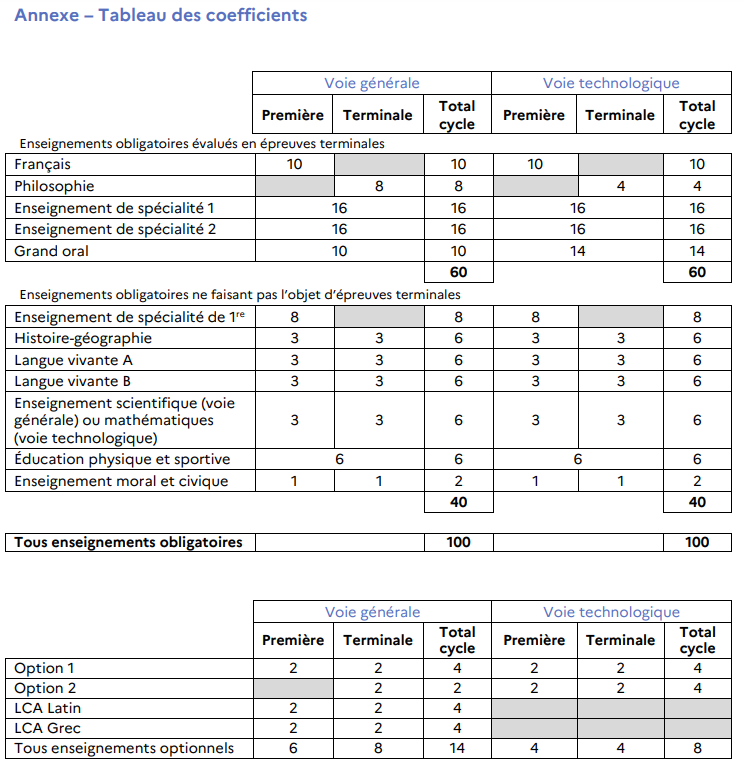 Annexe – Tableau des coefficients
Voie générale Voie technologique
Première Terminale Total cycle Première Terminale Total cycle
Enseignements obligatoires évalués en épreuves terminales
Français 10 10 10 10
Philosophie 8 8 4 4
Enseignement de spécialité 1 16 16 16 16
Enseignement de spécialité 2 16 16 16 16
Grand oral 10 10 14 14
60 60
Enseignements obligatoires ne faisant pas l'objet d'épreuves terminales
Enseignement de spécialité de 1re 8 8 8 8
Histoire-géographie 3 3 6 3 3 6
Langue vivante A 3 3 6 3 3 6
Langue vivante B 3 3 6 3 3 6
Enseignement scientifique (voie
générale) ou mathématiques 3 3 6 3 3 6
(voie technologique)
Éducation physique et sportive 6 6 6 6
Enseignement moral et civique 1 1 2 1 1 2
40 40
Tous enseignements obligatoires 100 100
Voie générale Voie technologique
Première Terminale Total cycle Première Terminale Total cycle
Option 1 2 2 4 2 2 4
Option 2 2 2 2 2 4
LCA Latin 2 2 4
LCA Grec 2 2 4
Tous enseignements optionnels 6 8 14 4 4 8